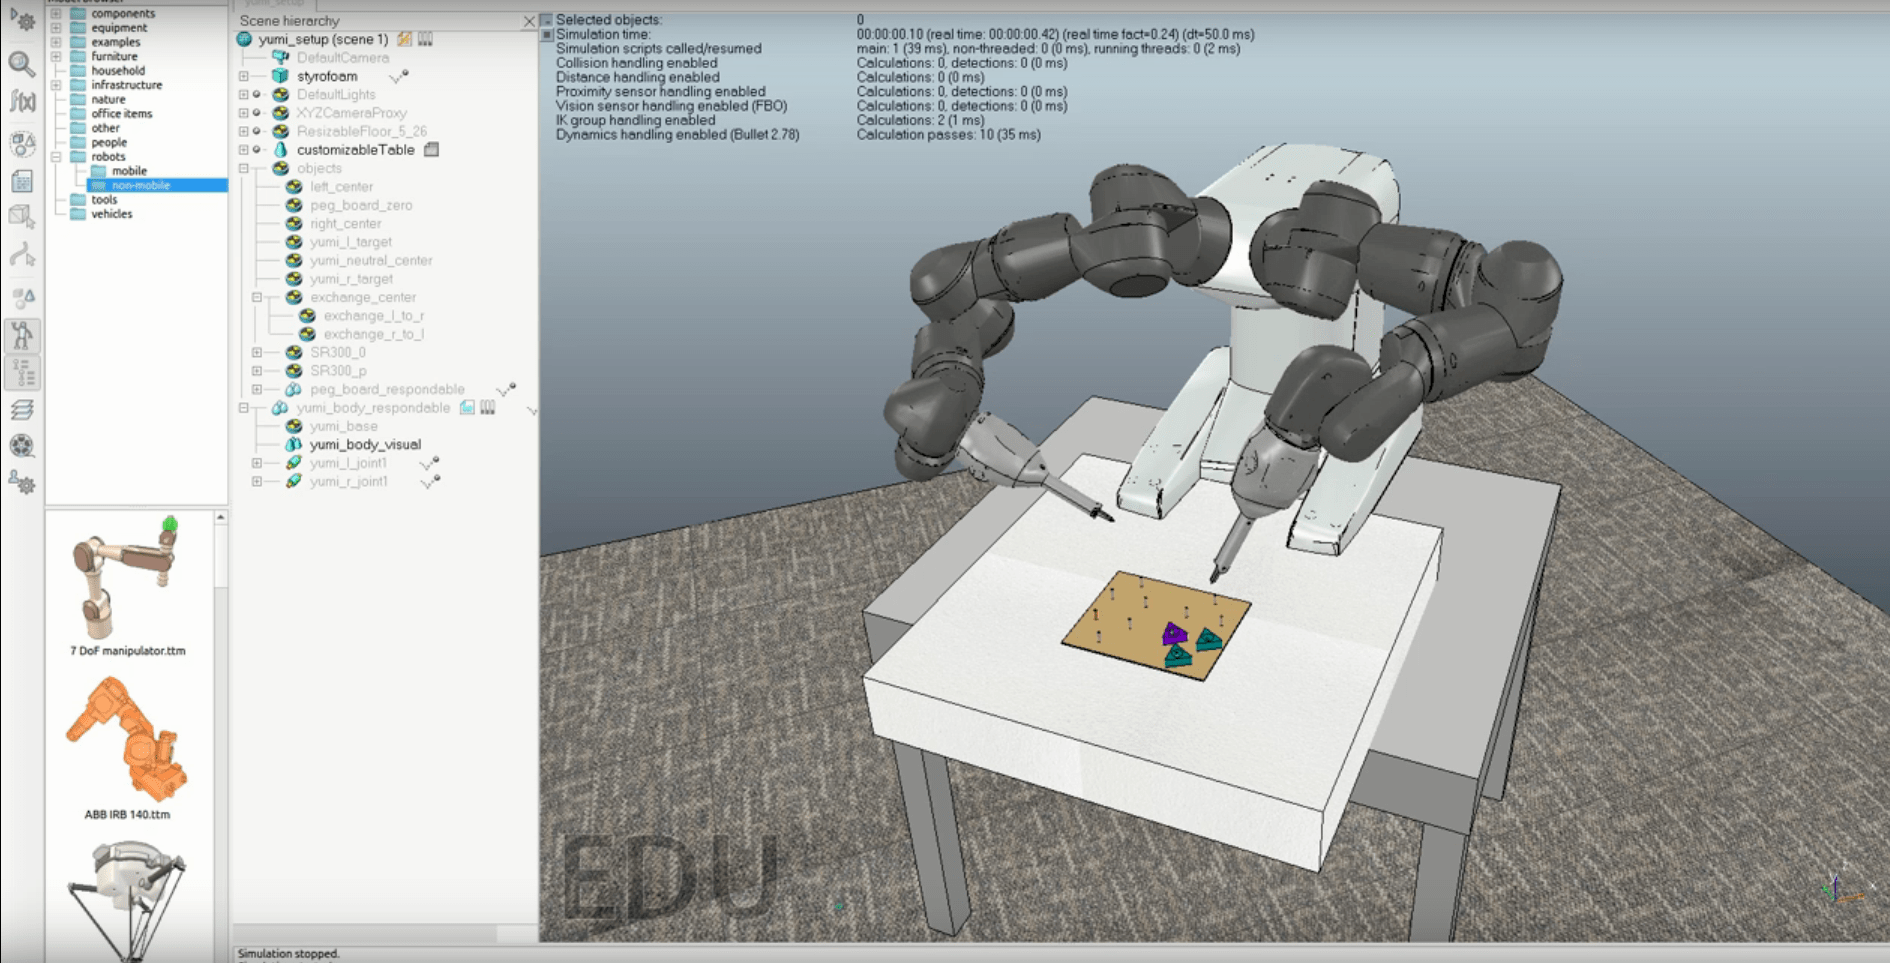 components
equipment
examples
furniture
household
infrastructure
nature
office items
other
people
robots
mobile
non-mobile
tools
vehicles
7 DoF manipulator.ttm
ABB IRB 140.ttm
Scene hierarchy
yumi_setup (scene 1)
DefaultCamera
styrofoam
DefaultLights
XYZCameraProxy
ResizableFloor_5_26
customizableTable
objects
left_center
peg_board_zero
right_center
yumi_l_target
yumi_neutral_center
yumi_r_target
exchange_center
exchange_l_to_r
exchange_r_to_l
SR300_0
SR300_p
peg_board_respondable
yumi_body_respondable
yumi_base
yumi_body_visual
yumi_l_joint1
yumi_r_joint1
Selected objects: 0
Simulation time: 00:00:00.10 (real time: 00:00:00.42) (real time fact=0.24) (dt=50.0 ms)
Simulation scripts called/resumed main: 1 (39 ms), non-threaded: 0 (0 ms), running threads: 0 (2 ms)
Collision handling enabled Calculations: 0, detections: 0 (0 ms)
Distance handling enabled Calculations: 0 (0 ms)
Proximity sensor handling enabled Calculations: 0, detections: 0 (0 ms)
Vision sensor handling enabled (FBO) Calculations: 0, detections: 0 (0 ms)
IK group handling enabled Calculations: 2 (1 ms)
Dynamics handling enabled (Bullet 2.78) Calculation passes: 10 (35 ms)
EDU
Simulation stopped.